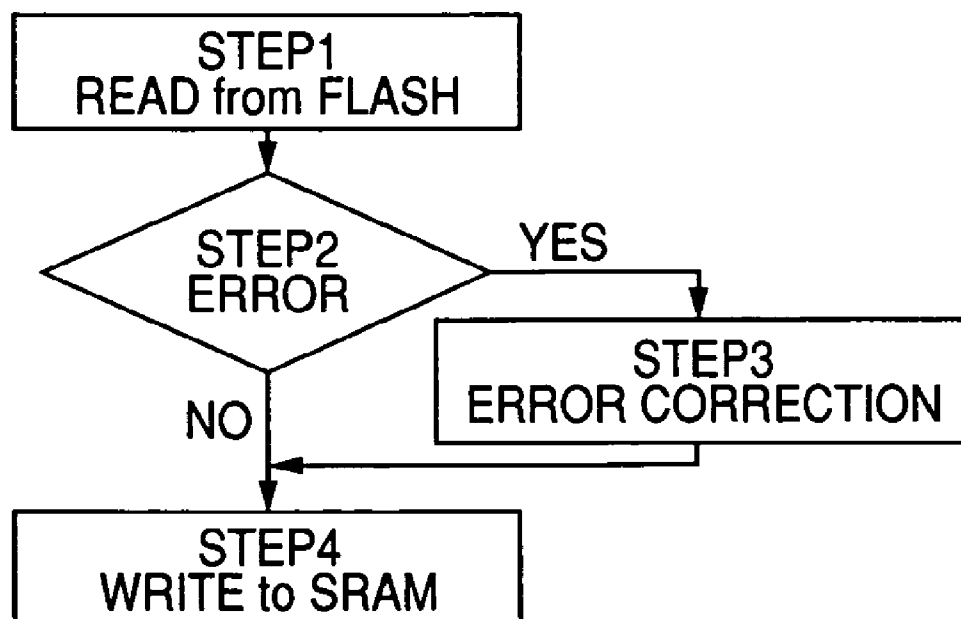 STEP1
READ from FLASH
STEP2
ERROR
YES
STEP3
ERROR CORRECTION
NO
STEP4
WRITE to SRAM